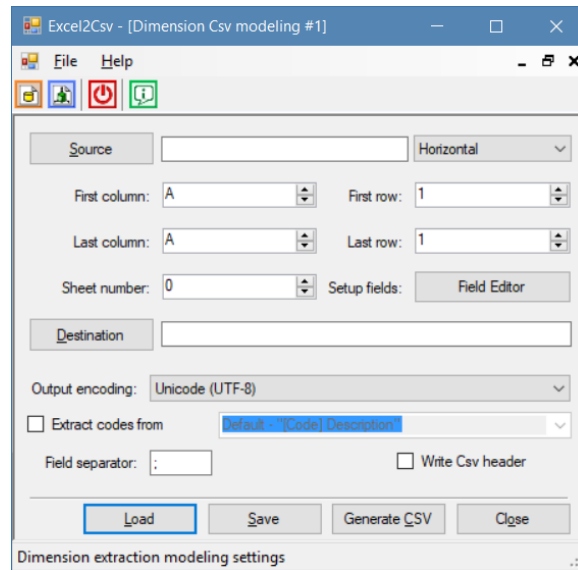 Excel2Csv - [Dimension Csv modeling #1]
File Help
Source Horizontal
First column: A First row: 1
Last column: A Last row: 1
Sheet number: 0 Setup fields: Field Editor
Destination
Output encoding: Unicode (UTF-8)
Extract codes from Default - "[Code] Description"
Field separator: ; Write Csv header
Load Save Generate CSV Close
Dimension extraction modeling settings